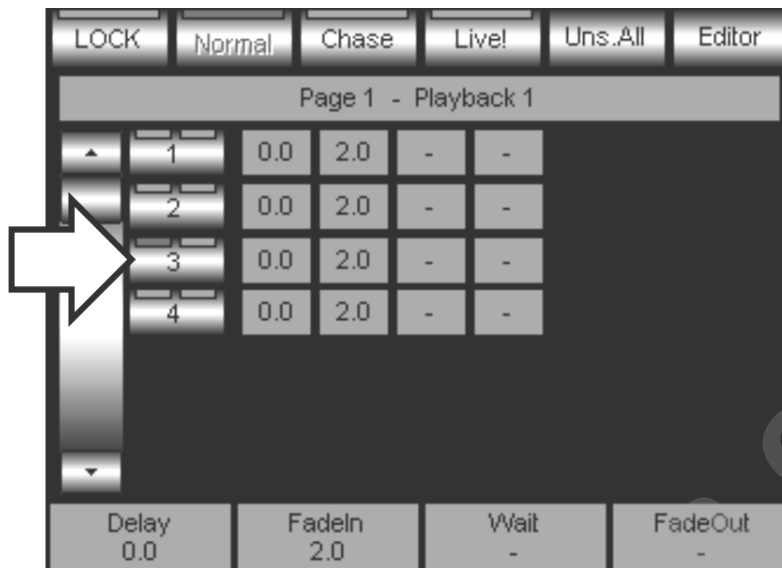 LOCK Normal Chase Live! Uns.All Editor
Page 1 - Playback 1
1 0.0 2.0 - -
2 0.0 2.0 - -
3 0.0 2.0 - -
4 0.0 2.0 - -
Delay FadeIn Wait FadeOut
0.0 2.0 - -